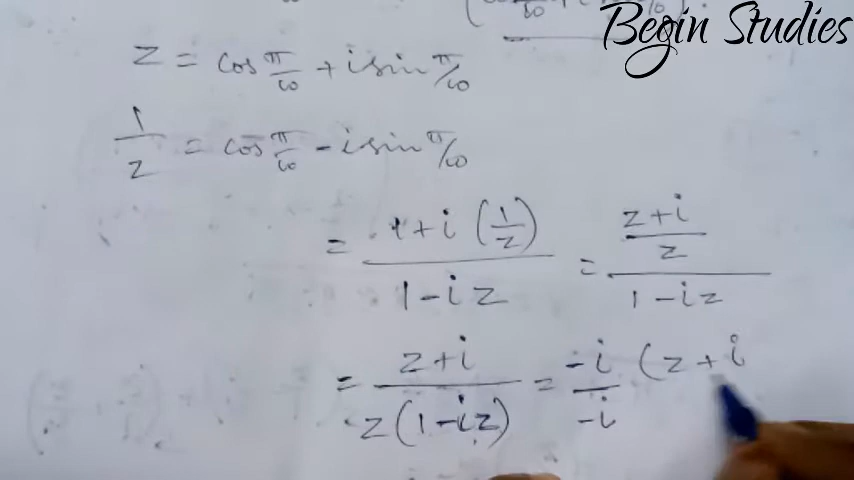 Begin Studies
z = cos π/10 + i sin π/10
1/z = cos π/10 - i sin π/10
= 1+i (1/z) / 1-iz = z+i/z / 1-iz
= z+i / z(1-iz) = -i/-i (z+i